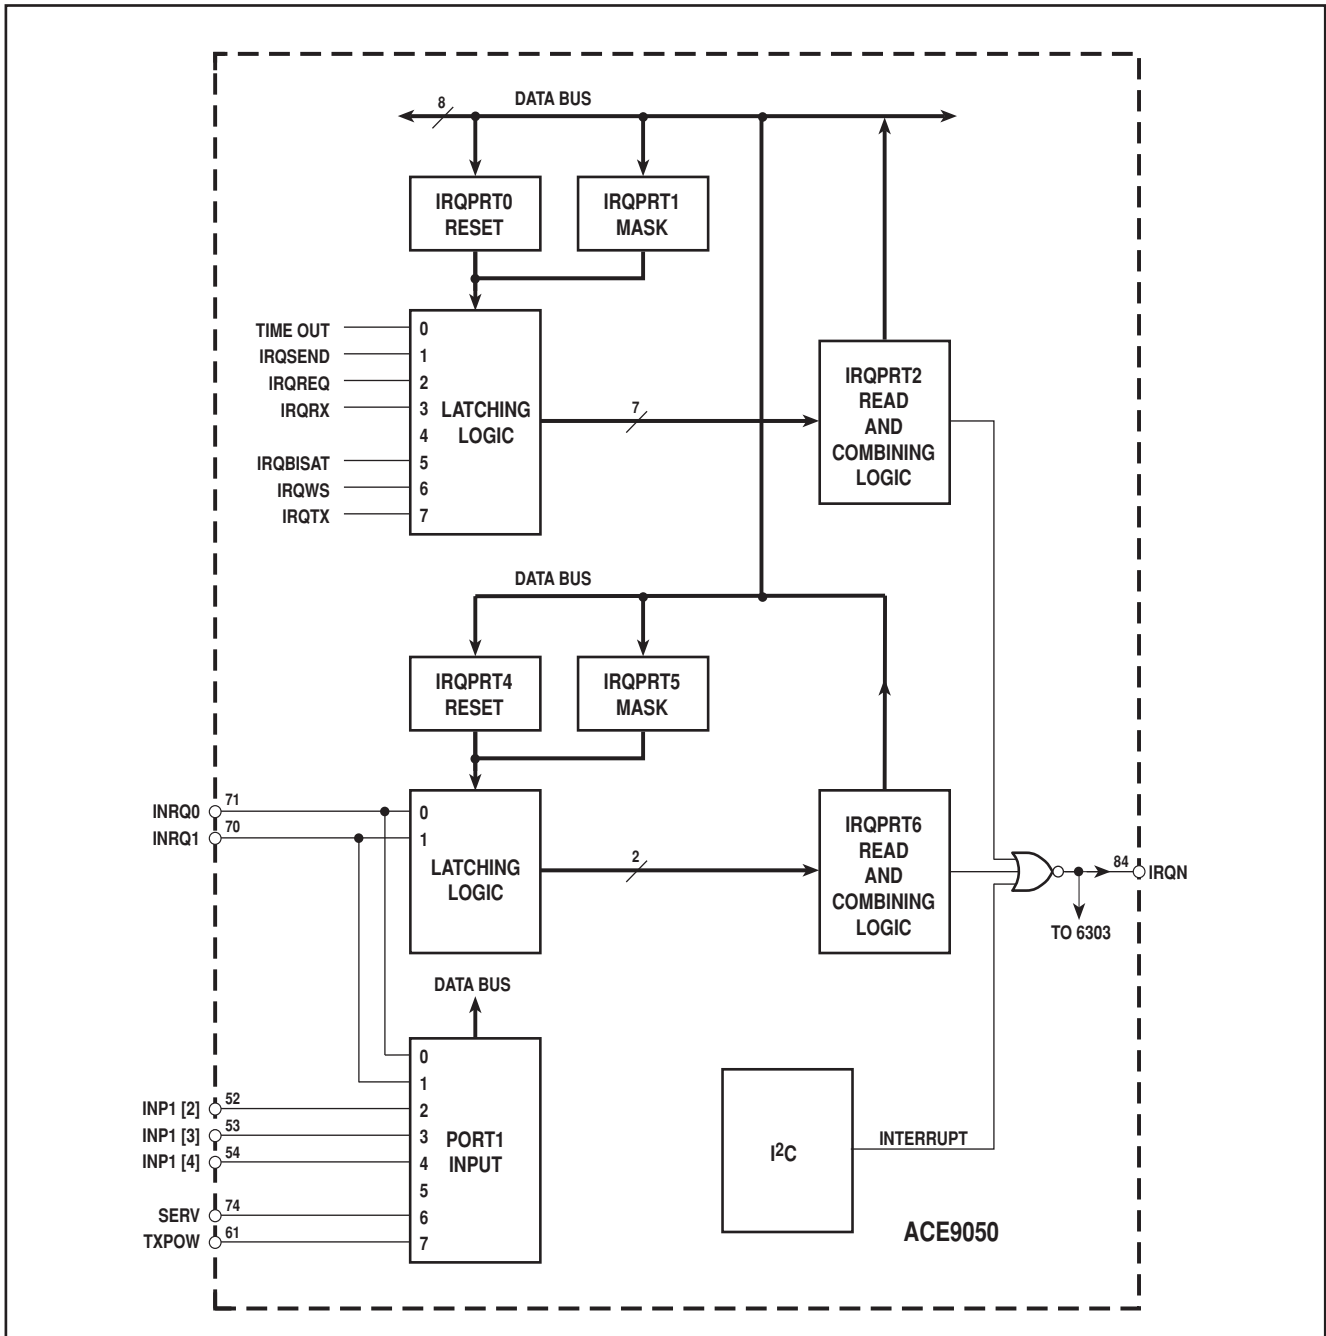 8
DATA BUS
IRQPRT0
RESET
IRQPRT1
MASK
TIME OUT
IRQSEND
IRQREQ
IRQRX
IRQBISAT
IRQWS
IRQTX
0
1
2
3
4
5
6
7
LATCHING
LOGIC
7
IRQPRT2
READ
AND
COMBINING
LOGIC
DATA BUS
IRQPRT4
RESET
IRQPRT5
MASK
INRQ0
71
INRQ1
70
0
1
LATCHING
LOGIC
2
IRQPRT6
READ
AND
COMBINING
LOGIC
84
IRQN
TO 6303
DATA BUS
INP1 [2]
52
INP1 [3]
53
INP1 [4]
54
SERV
74
TXPOW
61
0
1
2
3
4
5
6
7
PORT1
INPUT
I²C
INTERRUPT
ACE9050